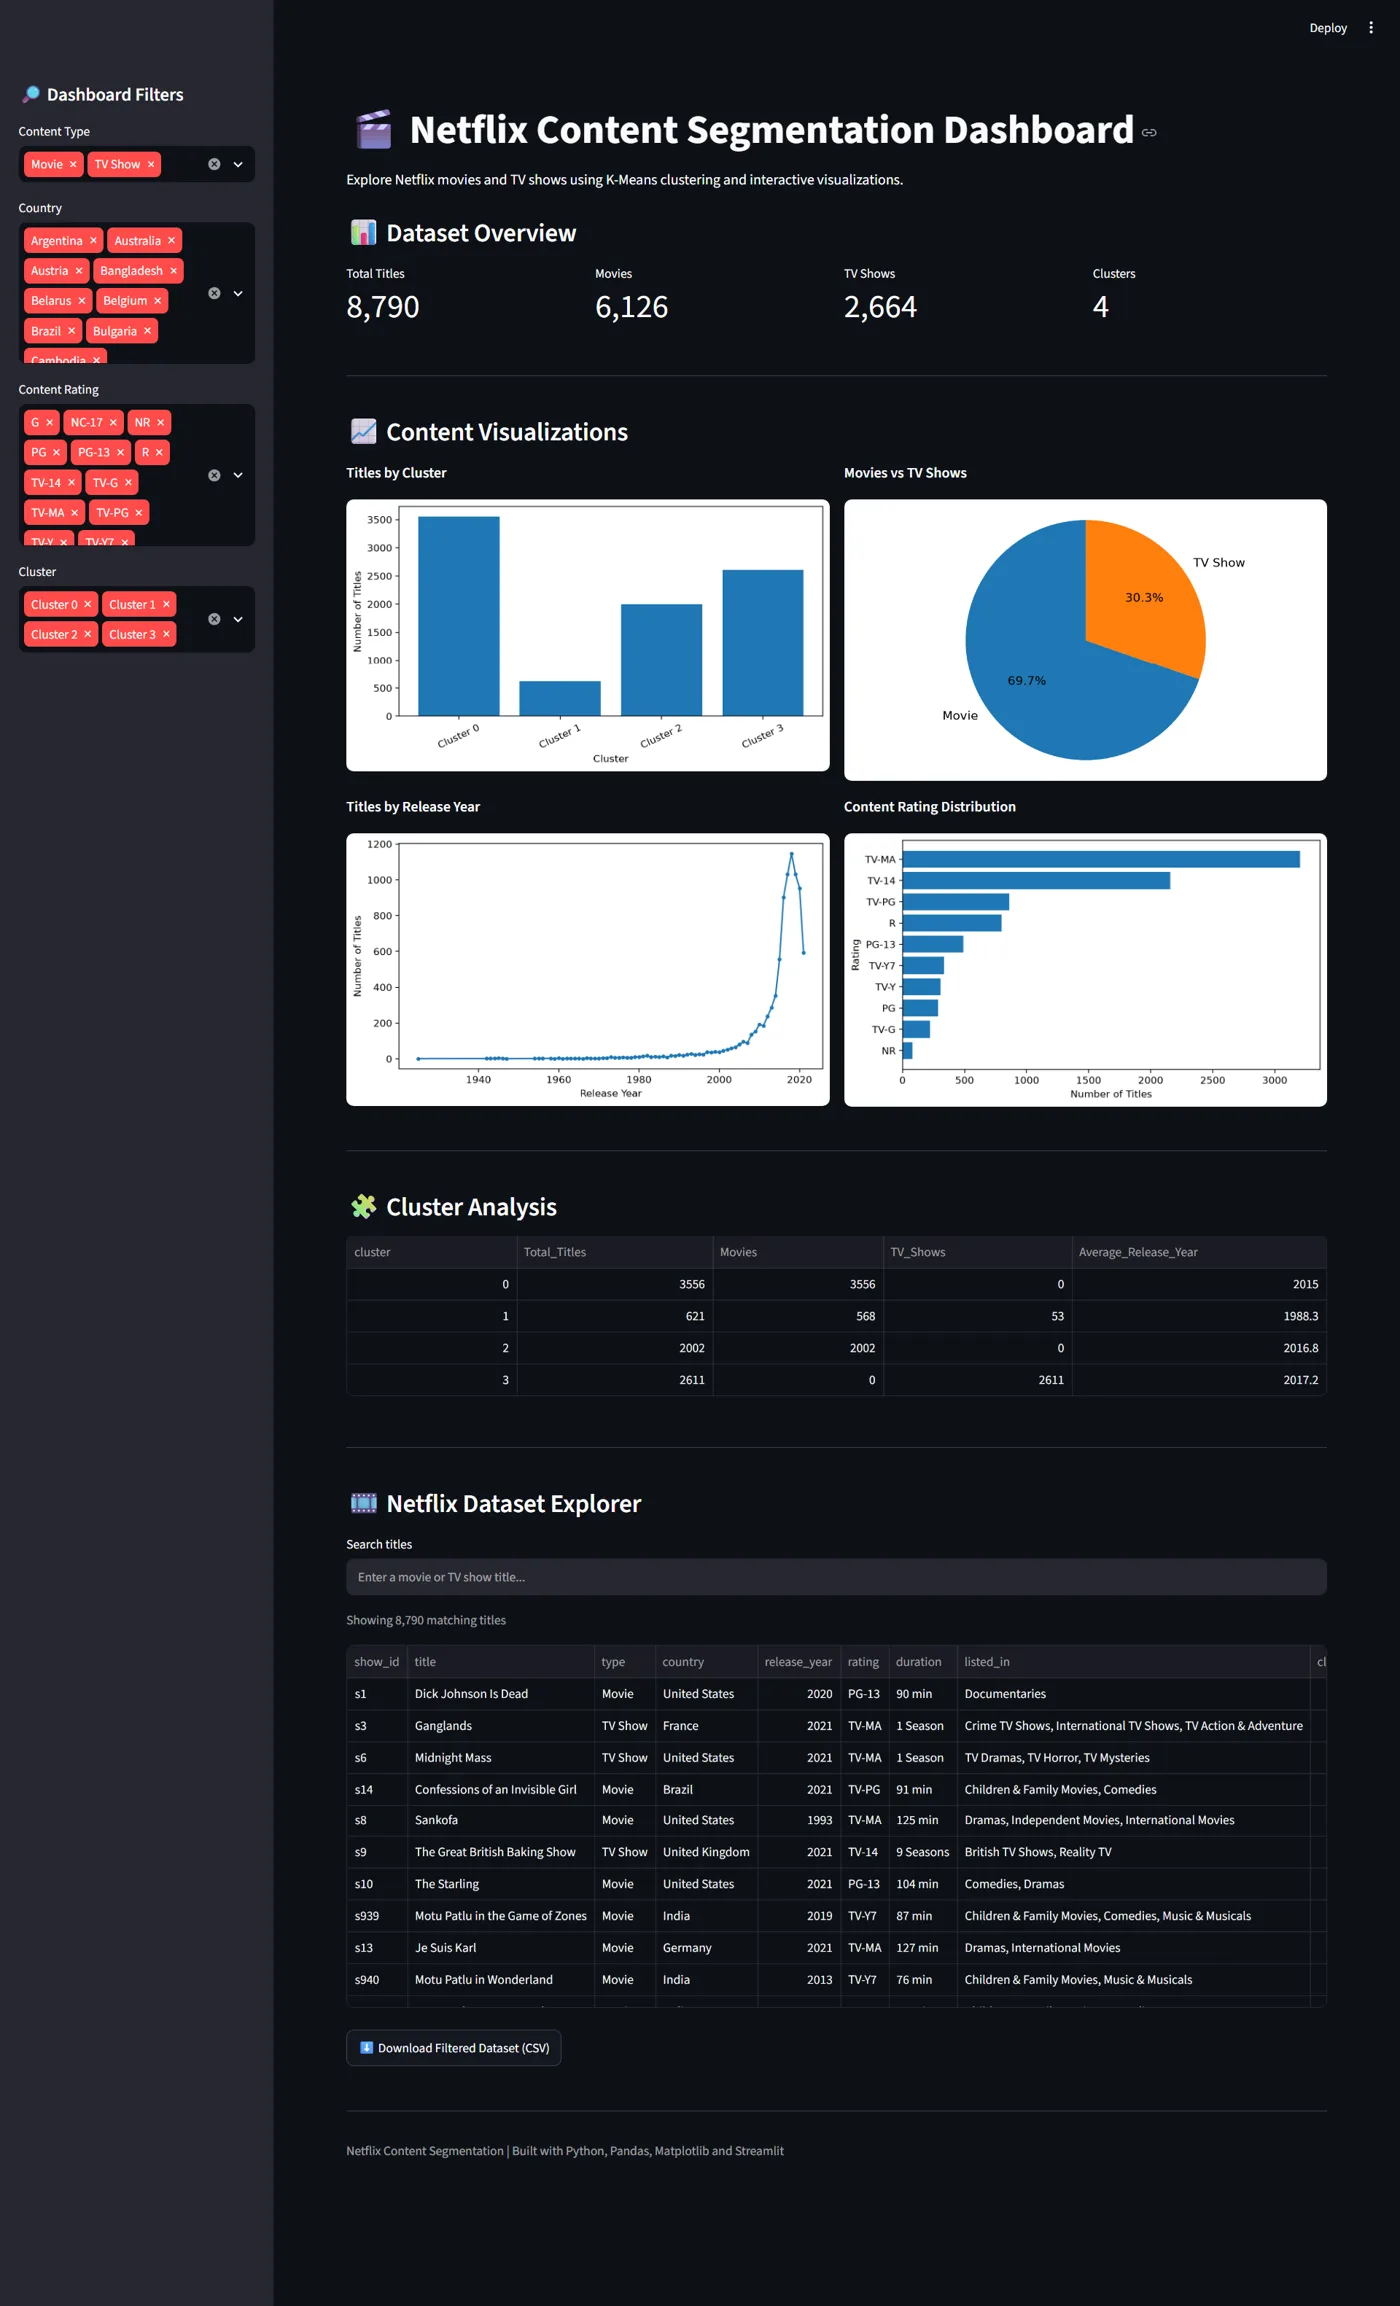 Deploy
Dashboard Filters
Content Type
Movie × TV Show ×
Country
Argentina × Australia ×
Austria × Bangladesh ×
Belarus × Belgium ×
Brazil × Bulgaria ×
Cambodia ×
Content Rating
G × NC-17 × NR ×
PG × PG-13 × R ×
TV-14 × TV-G ×
TV-MA × TV-PG ×
TV-Y × TV-Y7 ×
Cluster
Cluster 0 × Cluster 1 ×
Cluster 2 × Cluster 3 ×
Netflix Content Segmentation Dashboard
Explore Netflix movies and TV shows using K-Means clustering and interactive visualizations.
Dataset Overview
Total Titles Movies TV Shows Clusters
8,790 6,126 2,664 4
Content Visualizations
Titles by Cluster
3500
3000
2500
2000
1500
1000
500
0
Number of Titles
Cluster 0 Cluster 1 Cluster 2 Cluster 3
Cluster
Movies vs TV Shows
TV Show
30.3%
69.7%
Movie
Titles by Release Year
1200
1000
800
600
400
200
0
Number of Titles
1940 1960 1980 2000 2020
Release Year
Content Rating Distribution
TV-MA
TV-14
TV-PG
R
PG-13
TV-Y7
TV-Y
PG
TV-G
NR
Rating
0 500 1000 1500 2000 2500 3000
Number of Titles
Cluster Analysis
cluster Total_Titles Movies TV_Shows Average_Release_Year
0 3556 3556 0 2015
1 621 568 53 1988.3
2 2002 2002 0 2016.8
3 2611 0 2611 2017.2
Netflix Dataset Explorer
Search titles
Enter a movie or TV show title...
Showing 8,790 matching titles
show_id title type country release_year rating duration listed_in cl
s1 Dick Johnson Is Dead Movie United States 2020 PG-13 90 min Documentaries
s3 Ganglands TV Show France 2021 TV-MA 1 Season Crime TV Shows, International TV Shows, TV Action & Adventure
s6 Midnight Mass TV Show United States 2021 TV-MA 1 Season TV Dramas, TV Horror, TV Mysteries
s14 Confessions of an Invisible Girl Movie Brazil 2021 TV-PG 91 min Children & Family Movies, Comedies
s8 Sankofa Movie United States 1993 TV-MA 125 min Dramas, Independent Movies, International Movies
s9 The Great British Baking Show TV Show United Kingdom 2021 TV-14 9 Seasons British TV Shows, Reality TV
s10 The Starling Movie United States 2021 PG-13 104 min Comedies, Dramas
s939 Motu Patlu in the Game of Zones Movie India 2019 TV-Y7 87 min Children & Family Movies, Comedies, Music & Musicals
s13 Je Suis Karl Movie Germany 2021 TV-MA 127 min Dramas, International Movies
s940 Motu Patlu in Wonderland Movie India 2013 TV-Y7 76 min Children & Family Movies, Music & Musicals
Download Filtered Dataset (CSV)
Netflix Content Segmentation | Built with Python, Pandas, Matplotlib and Streamlit